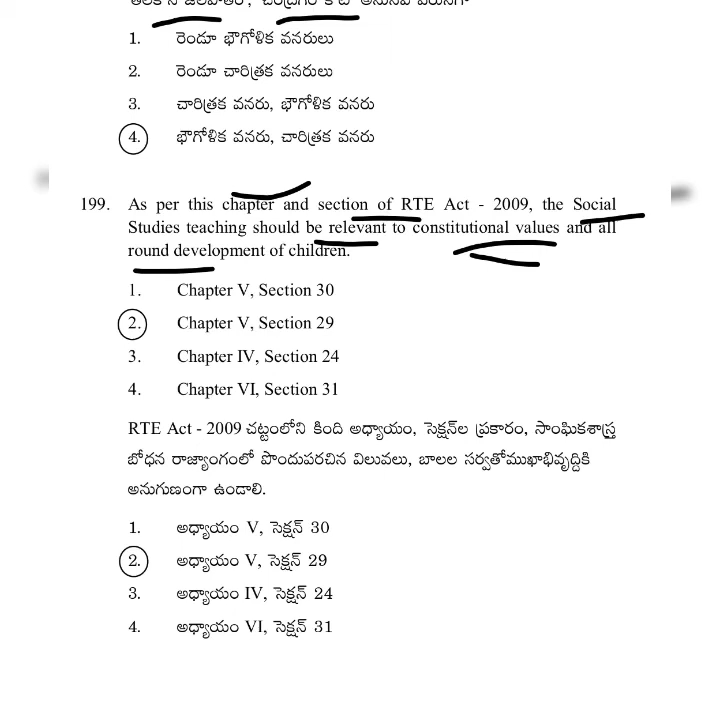 1. రెండూ భౌగోళిక వనరులు
2. రెండూ చారిత్రక వనరులు
3. చారిత్రక వనరు, భౌగోళిక వనరు
4. భౌగోళిక వనరు, చారిత్రక వనరు
199. As per this chapter and section of RTE Act - 2009, the Social
Studies teaching should be relevant to constitutional values and all
round development of children.
1. Chapter V, Section 30
2. Chapter V, Section 29
3. Chapter IV, Section 24
4. Chapter VI, Section 31
RTE Act - 2009 చట్టంలోని కింది అధ్యాయం, సెక్షన్‌ల ప్రకారం, సాంఘికశాస్త్ర
బోధన రాజ్యాంగంలో పొందుపరచిన విలువలు, బాలల సర్వతోముఖాభివృద్దికి
అనుగుణంగా ఉండాలి.
1. అధ్యాయం V, సెక్షన్ 30
2. అధ్యాయం V, సెక్షన్ 29
3. అధ్యాయం IV, సెక్షన్ 24
4. అధ్యాయం VI, సెక్షన్ 31